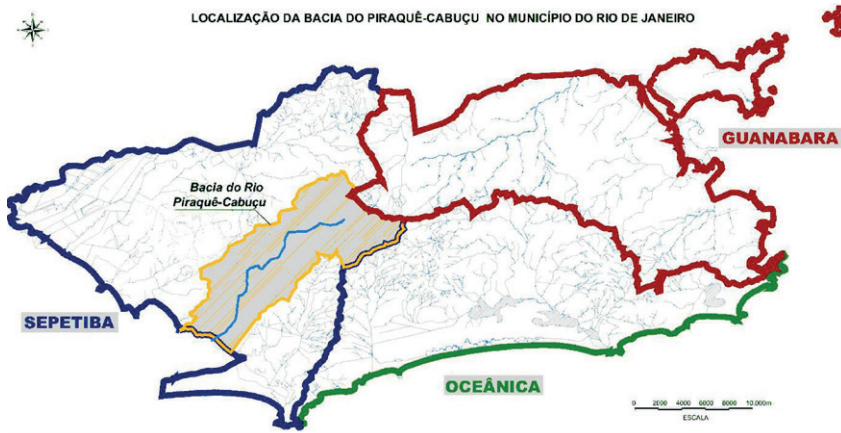 LOCALIZAÇÃO DA BACIA DO PIRAQUÊ-CABUÇU NO MUNICÍPIO DO RIO DE JANEIRO
GUANABARA
Bacia do Rio
Piraquê-Cabuçu
SEPETIBA
OCEÂNICA
0 2000 4000 6000 8000 10.000m
ESCALA